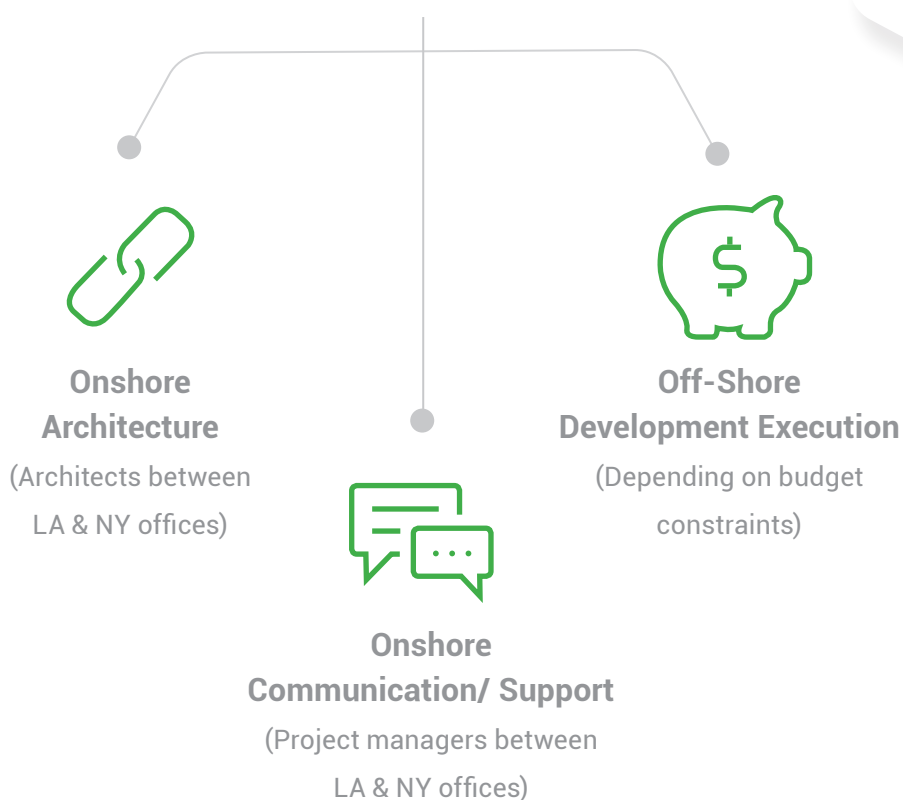 Onshore
Architecture
(Architects between
LA & NY offices)
Onshore
Communication/ Support
(Project managers between
LA & NY offices)
$
Off-Shore
Development Execution
(Depending on budget
constraints)